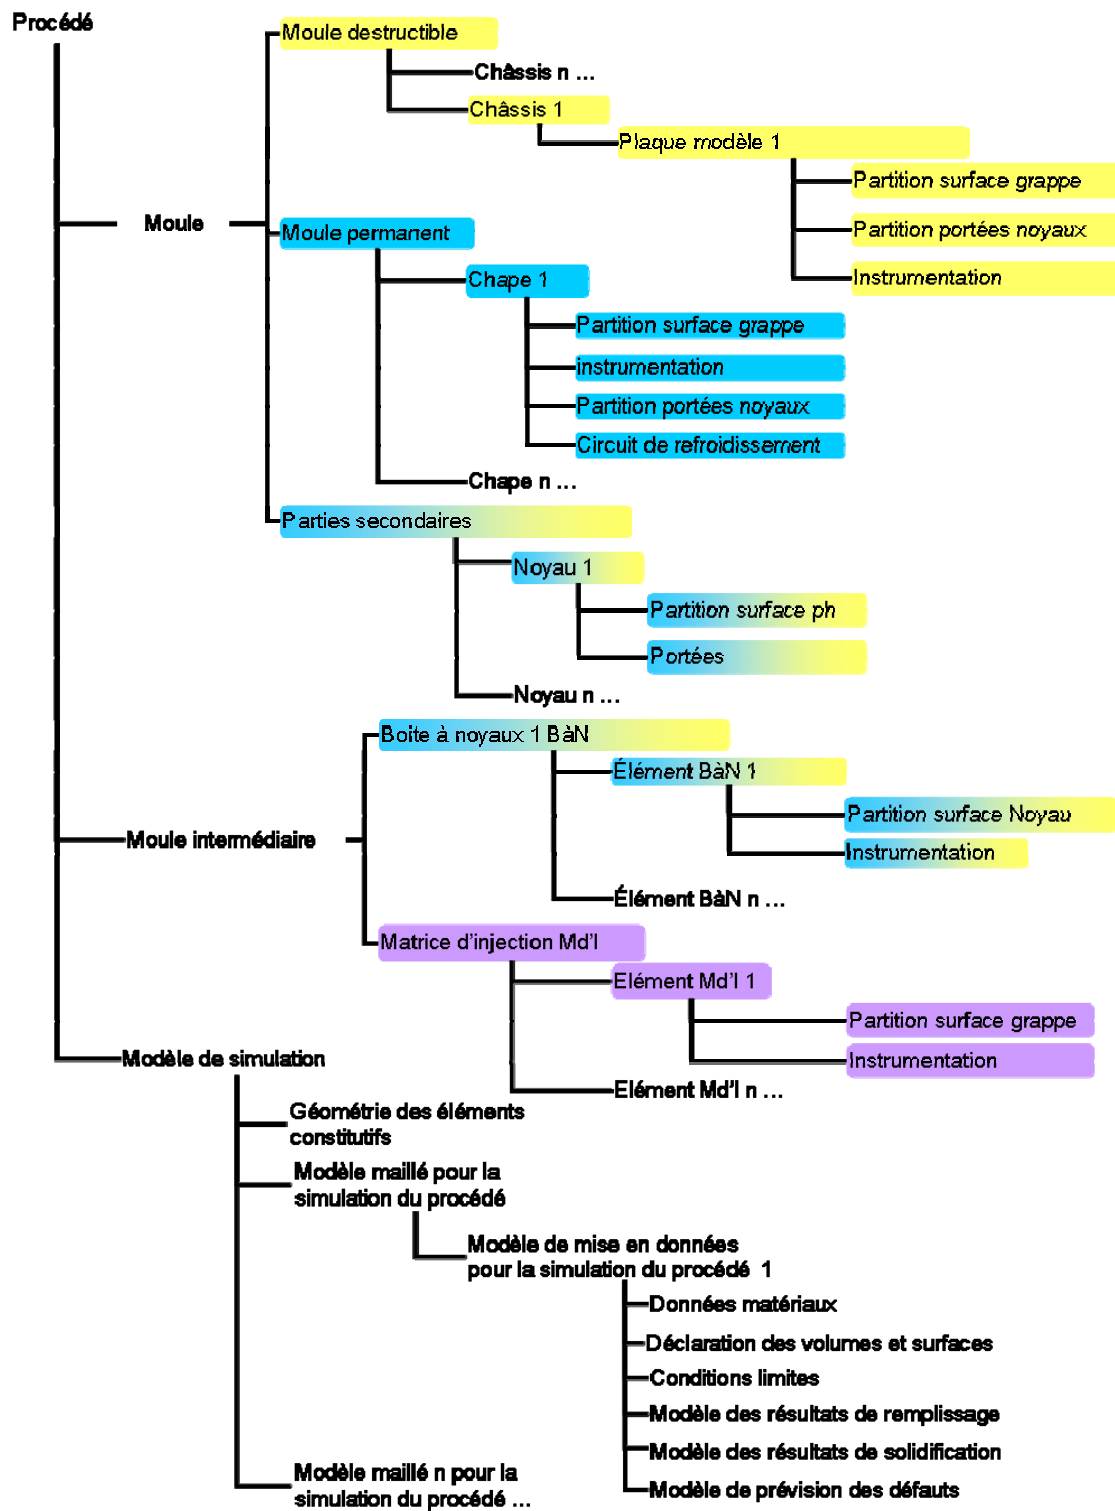 Procédé
Moule destructible
Châssis n ...
Châssis 1
Plaque modèle 1
Partition surface grappe
Partition portées noyaux
Instrumentation
Moule
Moule permanent
Chape 1
Partition surface grappe
instrumentation
Partition portées noyaux
Circuit de refroidissement
Chape n ...
Parties secondaires
Noyau 1
Partition surface ph
Portées
Noyau n ...
Boite à noyaux 1 BàN
Élément BàN 1
Partition surface Noyau
Instrumentation
Moule intermédiaire
Élément BàN n ...
Matrice d'injection Md'I
Elément Md'I 1
Partition surface grappe
Instrumentation
Elément Md'I n ...
Modèle de simulation
Géométrie des éléments
constitutifs
Modèle maillé pour la
simulation du procédé
Modèle de mise en données
pour la simulation du procédé 1
Données matériaux
Déclaration des volumes et surfaces
Conditions limites
Modèle des résultats de remplissage
Modèle des résultats de solidification
Modèle de prévision des défauts
Modèle maillé n pour la
simulation du procédé ...